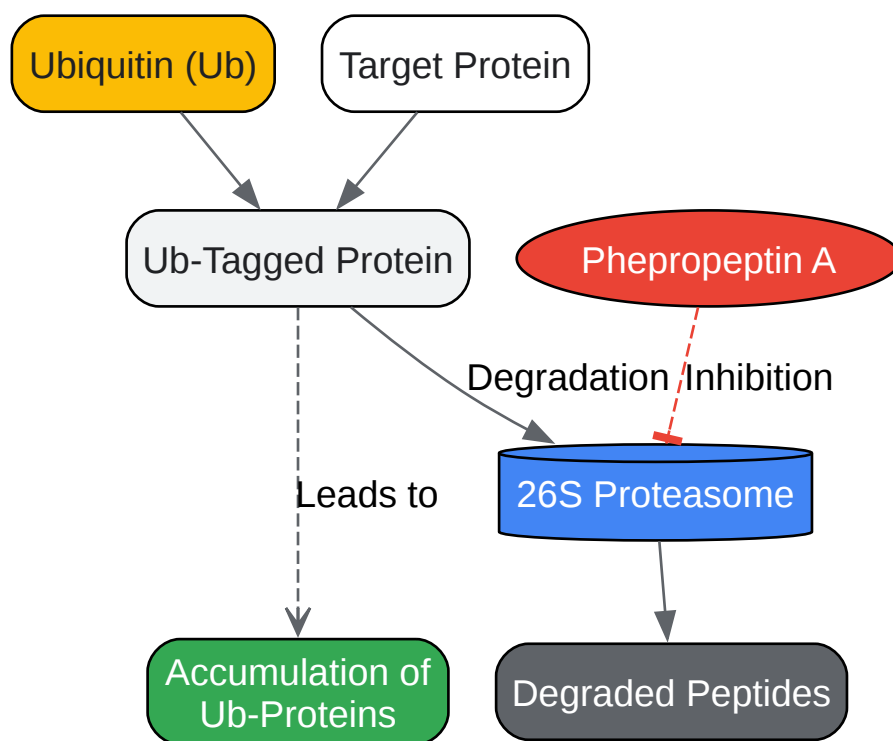 Ubiquitin (Ub)
Target Protein
Ub-Tagged Protein
Phepropeptin A
Degradation
Inhibition
Leads to
26S Proteasome
Accumulation of
Ub-Proteins
Degraded Peptides